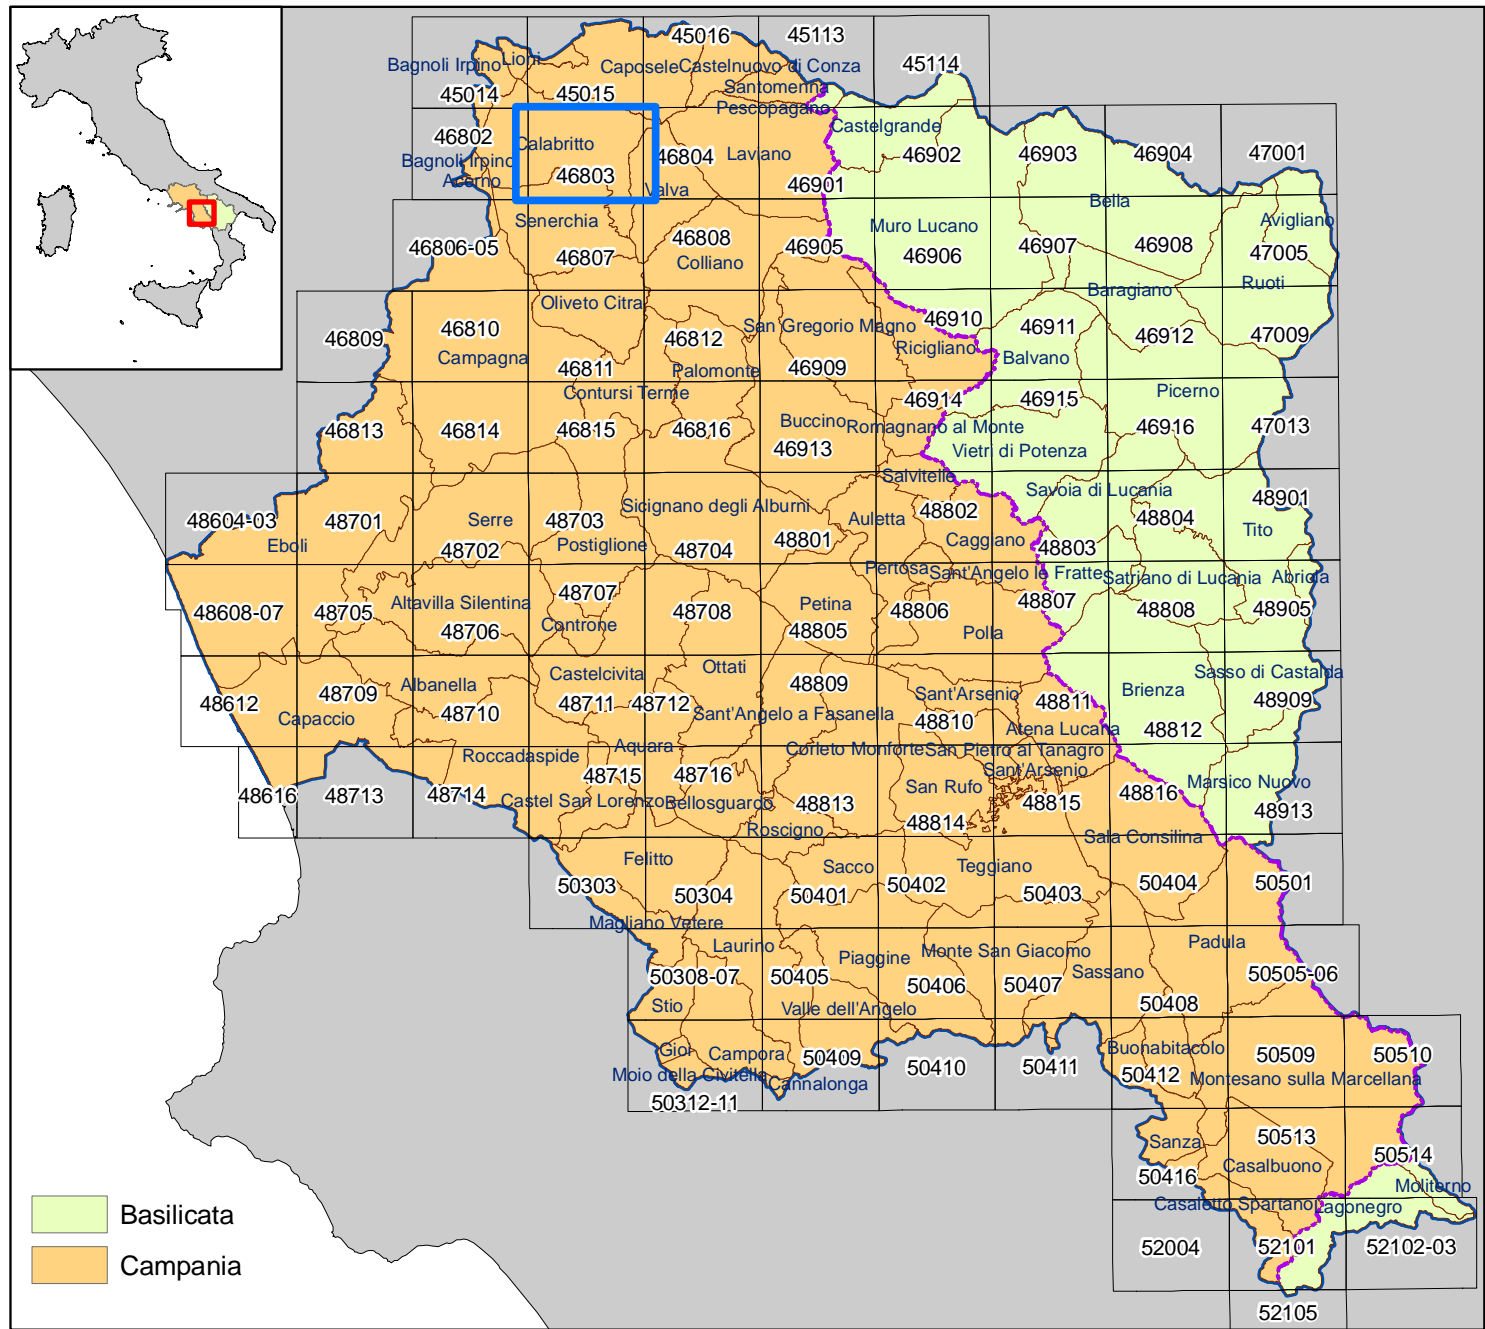 45016
45113
45114
Lioni
Bagnoli Irpino
Caposele
Castelnuovo di Conza
45014
45015
Santomenna
Pescopagano
46802
Calabritto
Castelgrande
Bagnoli Irpino
46804
Laviano
46902
46903
46904
47001
Acerno
46803
Valva
46901
Bella
Senerchia
Muro Lucano
Avigliano
46806-05
46807
46808
46905
46906
46907
46908
47005
Colliano
Ruoti
Oliveto Citra
Baragiano
46809
46810
46812
San Gregorio Magno
46910
46911
46912
47009
Campagna
Ricigliano
Balvano
46811
Palomonte
46909
Contursi Terme
46914
46915
Picerno
46813
46814
46815
46816
Buccino
Romagnano al Monte
46916
47013
46913
Vietri di Potenza
Salvitelle
Savoia di Lucania
48901
48604-03
48701
Serre
48703
Sicignano degli Alburni
Auletta
48802
48804
Tito
Eboli
48702
Postiglione
48704
48801
Caggiano
48803
Pertosa
Sant'Angelo le Fratte
Satriano di Lucania
Abriola
48608-07
48705
Altavilla Silentina
48707
48708
Petina
48806
48807
48808
48905
48706
Controne
48805
Polla
Castelcivita
Ottati
Sasso di Castalda
48612
48709
Albanella
48711
48712
48809
Sant'Arsenio
48811
Brienza
48909
Capaccio
48710
Sant'Angelo a Fasanella
48810
Atena Lucana
48812
Roccadaspide
Aquara
Corleto Monforte
San Pietro al Tanagro
48616
48713
48714
48715
48716
Sant'Arsenio
Marsico Nuovo
Castel San Lorenzo
Bellosguardo
48813
San Rufo
48815
48816
48913
Roscigno
48814
Sala Consilina
Felitto
Sacco
Teggiano
50303
50304
50401
50402
50403
50404
50501
Magliano Vetere
Laurino
Piaggine
Monte San Giacomo
Padula
50308-07
50405
50406
50407
Sassano
50505-06
Stio
Valle dell'Angelo
50408
Gioi
Campora
50409
50410
50411
Buonabitacolo
50509
50510
Moio della Civitella
Cannalonga
50412
Montesano sulla Marcellana
50312-11
Sanza
50513
50514
50416
Casalbuono
Moliterno
Casaletto Spartano
Lagonegro
52004
52101
52102-03
52105
Basilicata
Campania